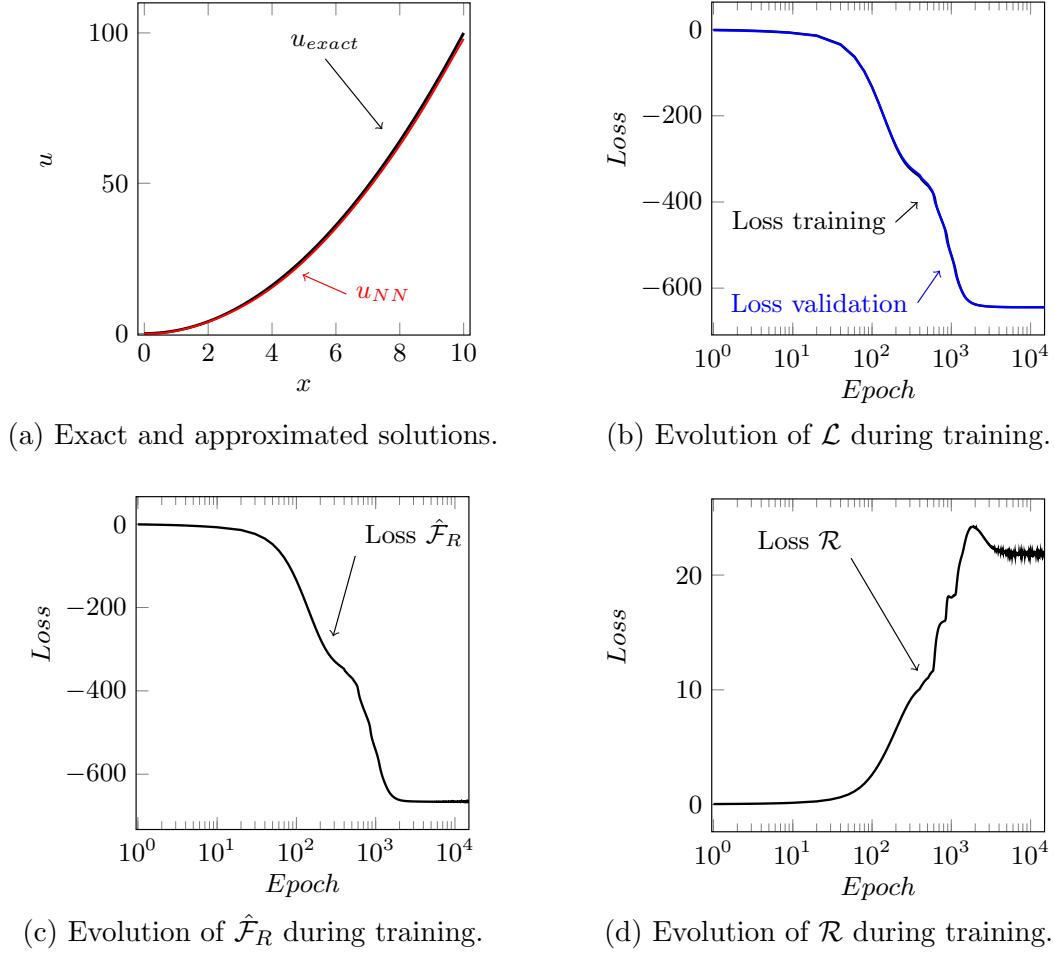 100
50
0
u
u_{exact}
u_{NN}
0 2 4 6 8 10
x
(a) Exact and approximated solutions.
0
−200
−400
−600
Loss
Loss training
Loss validation
10^0 10^1 10^2 10^3 10^4
Epoch
(b) Evolution of ℒ during training.
0
−200
−400
−600
Loss
Loss \hat{ℱ}_R
10^0 10^1 10^2 10^3 10^4
Epoch
(c) Evolution of \hat{ℱ}_R during training.
20
10
0
Loss
Loss ℛ
10^0 10^1 10^2 10^3 10^4
Epoch
(d) Evolution of ℛ during training.